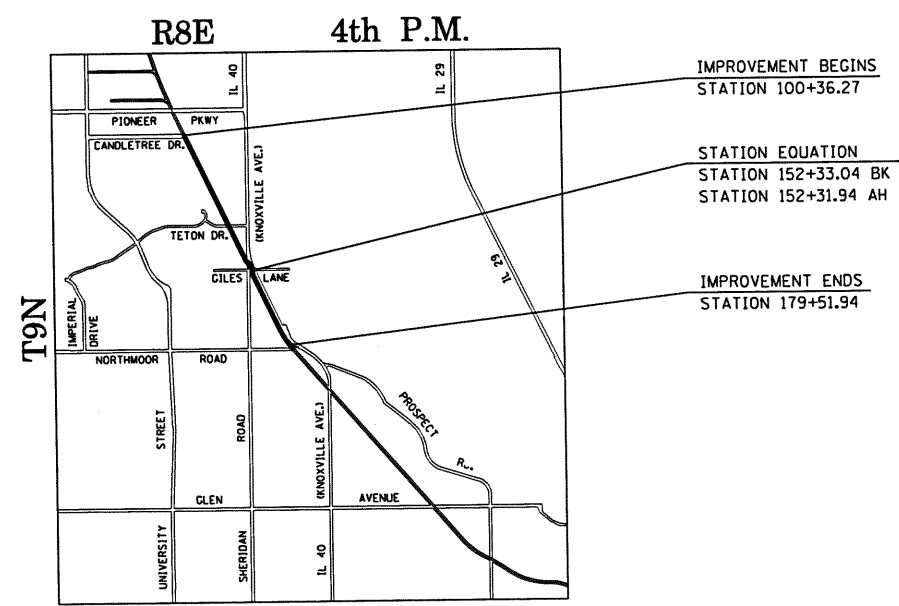 R8E 4th P.M.
IL 40
IL 29
IMPROVEMENT BEGINS
STATION 100+36.27
PIONEER PKWY
CANDLETREE DR.
(KNOXVILLE AVE.)
STATION EQUATION
STATION 152+33.04 BK
STATION 152+31.94 AH
TETON DR.
IL 29
GILES LANE
IMPROVEMENT ENDS
STATION 179+51.94
T9N
IMPERIAL
DRIVE
NORTHMOOR ROAD
PROSPECT
STREET
ROAD
(KNOXVILLE AVE.)
GLEN AVENUE
UNIVERSITY
SHERIDAN
IL 40